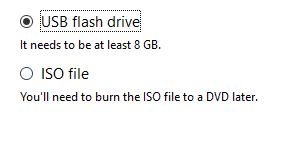 USB flash drive
It needs to be at least 8 GB.
ISO file
You'll need to burn the ISO file to a DVD later.